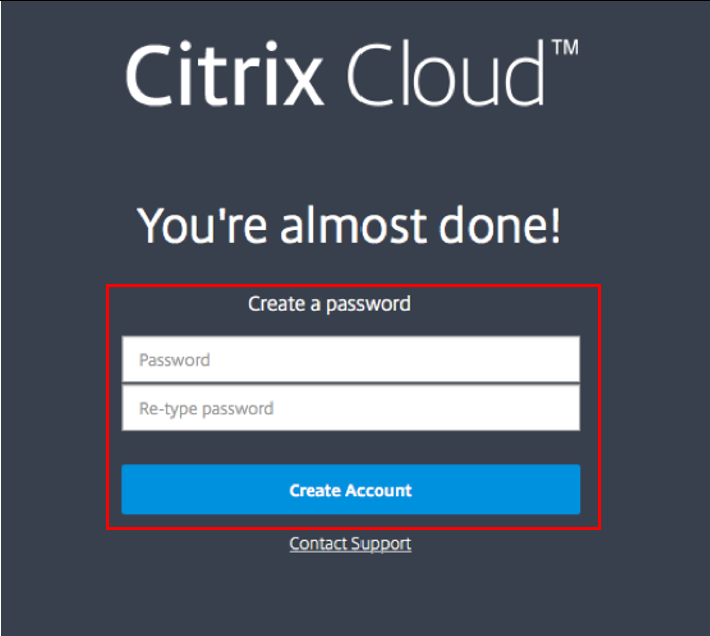 Citrix Cloud™
You're almost done!
Create a password
Password
Re-type password
Create Account
Contact Support